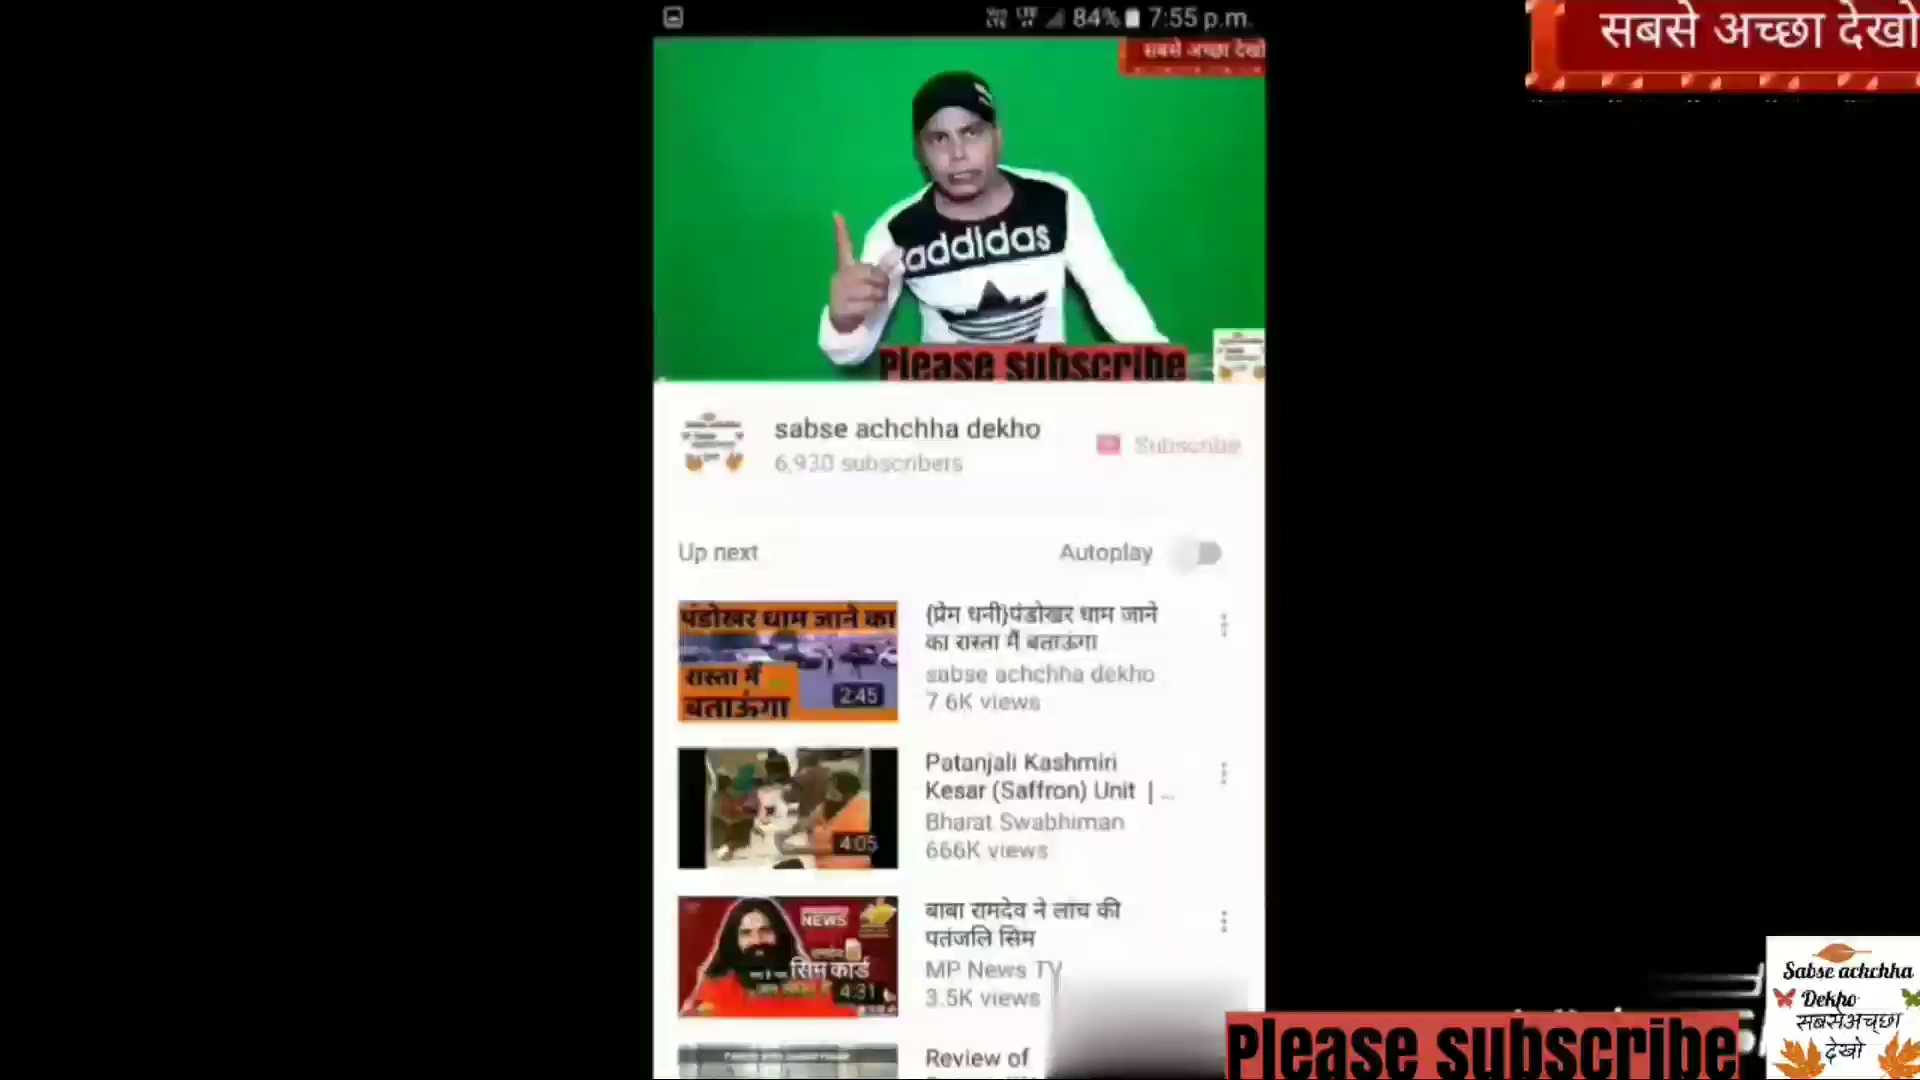 84% 7:55 p.m.
सबसे अच्छा देखो
सबसे अच्छा देखो
addidas
Please subscribe
sabse achchha dekho
6,930 subscribers
Subscribe
Up next
Autoplay
पंडोखर धाम जाने का
रास्ता मैं
बताऊंगा
2:45
{प्रेम धनी}पंडोखर धाम जाने
का रास्ता मैं बताऊंगा
sabse achchha dekho
7.6K views
4:05
Patanjali Kashmiri
Kesar (Saffron) Unit | ...
Bharat Swabhiman
666K views
NEWS
सिम कार्ड
4:31
बाबा रामदेव ने लांच की
पतंजलि सिम
MP News TV
3.5K views
Review of
Please subscribe
Sabse achchha
Dekho
सबसे अच्छा
देखो